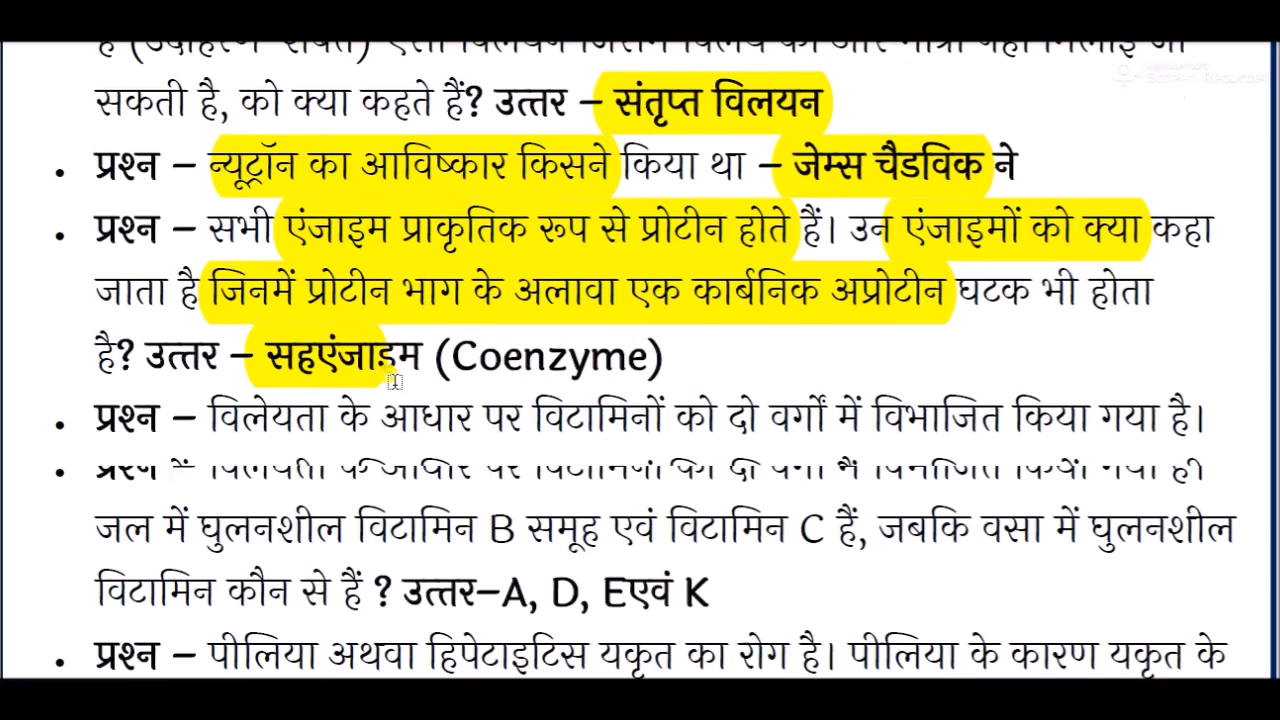 सकती है, को क्या कहते हैं? उत्तर – संतृप्त विलयन
• प्रश्न – न्यूट्रॉन का आविष्कार किसने किया था – जेम्स चैडविक ने
• प्रश्न – सभी एंजाइम प्राकृतिक रूप से प्रोटीन होते हैं। उन एंजाइमों को क्या कहा
जाता है जिनमें प्रोटीन भाग के अलावा एक कार्बनिक अप्रोटीन घटक भी होता
है? उत्तर – सहएंजाइम (Coenzyme)
• प्रश्न – विलेयता के आधार पर विटामिनों को दो वर्गों में विभाजित किया गया है।
जल में घुलनशील विटामिन B समूह एवं विटामिन C हैं, जबकि वसा में घुलनशील
विटामिन कौन से हैं ? उत्तर–A, D, Eएवं K
• प्रश्न – पीलिया अथवा हिपेटाइटिस यकृत का रोग है। पीलिया के कारण यकृत के